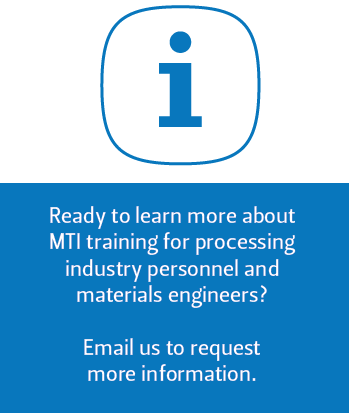 i
Ready to learn more about
MTI training for processing
industry personnel and
materials engineers?
Email us to request
more information.